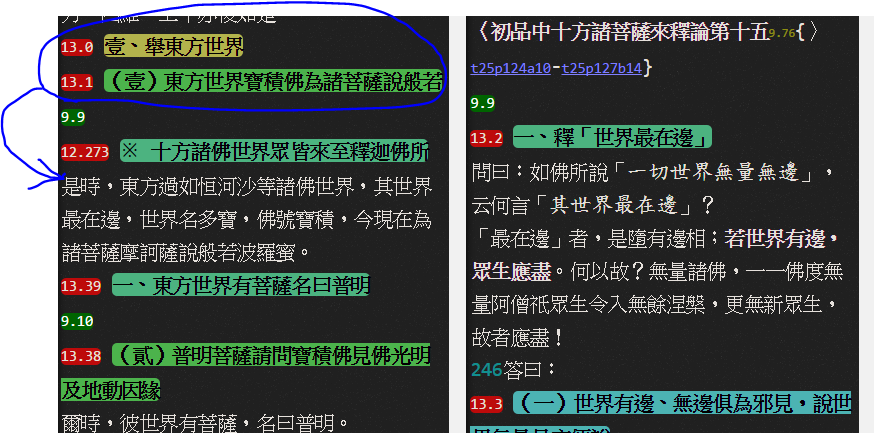 13.0 壹、舉東方世界
13.1 （壹）東方世界寶積佛為諸菩薩說般若
9.9
12.273 ※ 十方諸佛世界眾皆來至釋迦佛所
是時，東方過如恒河沙等諸佛世界，其世界
最在邊，世界名多寶，佛號寶積，今現在為
諸菩薩摩訶薩說般若波羅蜜。
13.39 一、東方世界有菩薩名曰普明
9.10
13.38 （貳）普明菩薩請問寶積佛見佛光明
及地動因緣
爾時，彼世界有菩薩，名曰普明。
〈初品中十方諸菩薩來釋論第十五9.76{ 〉
t25p124a10-t25p127b14}
9.9
13.2 一、釋「世界最在邊」
問曰：如佛所說「一切世界無量無邊」，
云何言「其世界最在邊」？
「最在邊」者，是墮有邊相；若世界有邊，
眾生應盡。何以故？無量諸佛，一一佛度無
量阿僧祇眾生令入無餘涅槃，更無新眾生，
故者應盡！
246答曰：
13.3 （一）世界有邊、無邊俱為邪見，說世